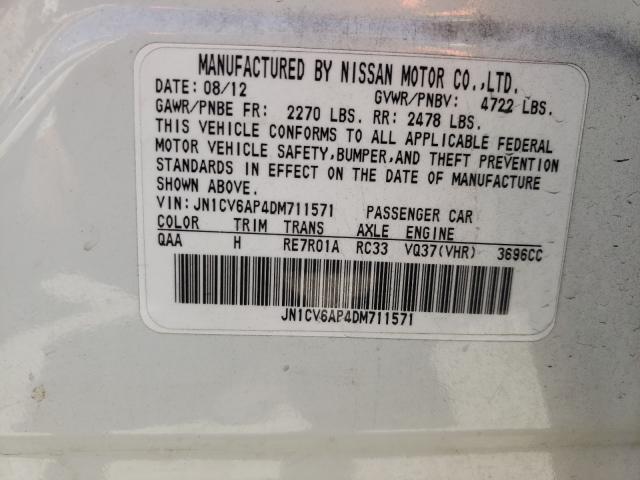 MANUFACTURED BY NISSAN MOTOR CO.,LTD.
DATE: 08/12 GVWR/PNBV: 4722 LBS.
GAWR/PNBE FR: 2270 LBS. RR: 2478 LBS.
THIS VEHICLE CONFORMS TO ALL APPLICABLE FEDERAL
MOTOR VEHICLE SAFETY,BUMPER,AND THEFT PREVENTION
STANDARDS IN EFFECT ON THE DATE OF MANUFACTURE
SHOWN ABOVE.
VIN: JN1CV6AP4DM711571 PASSENGER CAR
COLOR TRIM TRANS AXLE ENGINE
QAA H RE7R01A RC33 VQ37(VHR) 3696CC
JN1CV6AP4DM711571